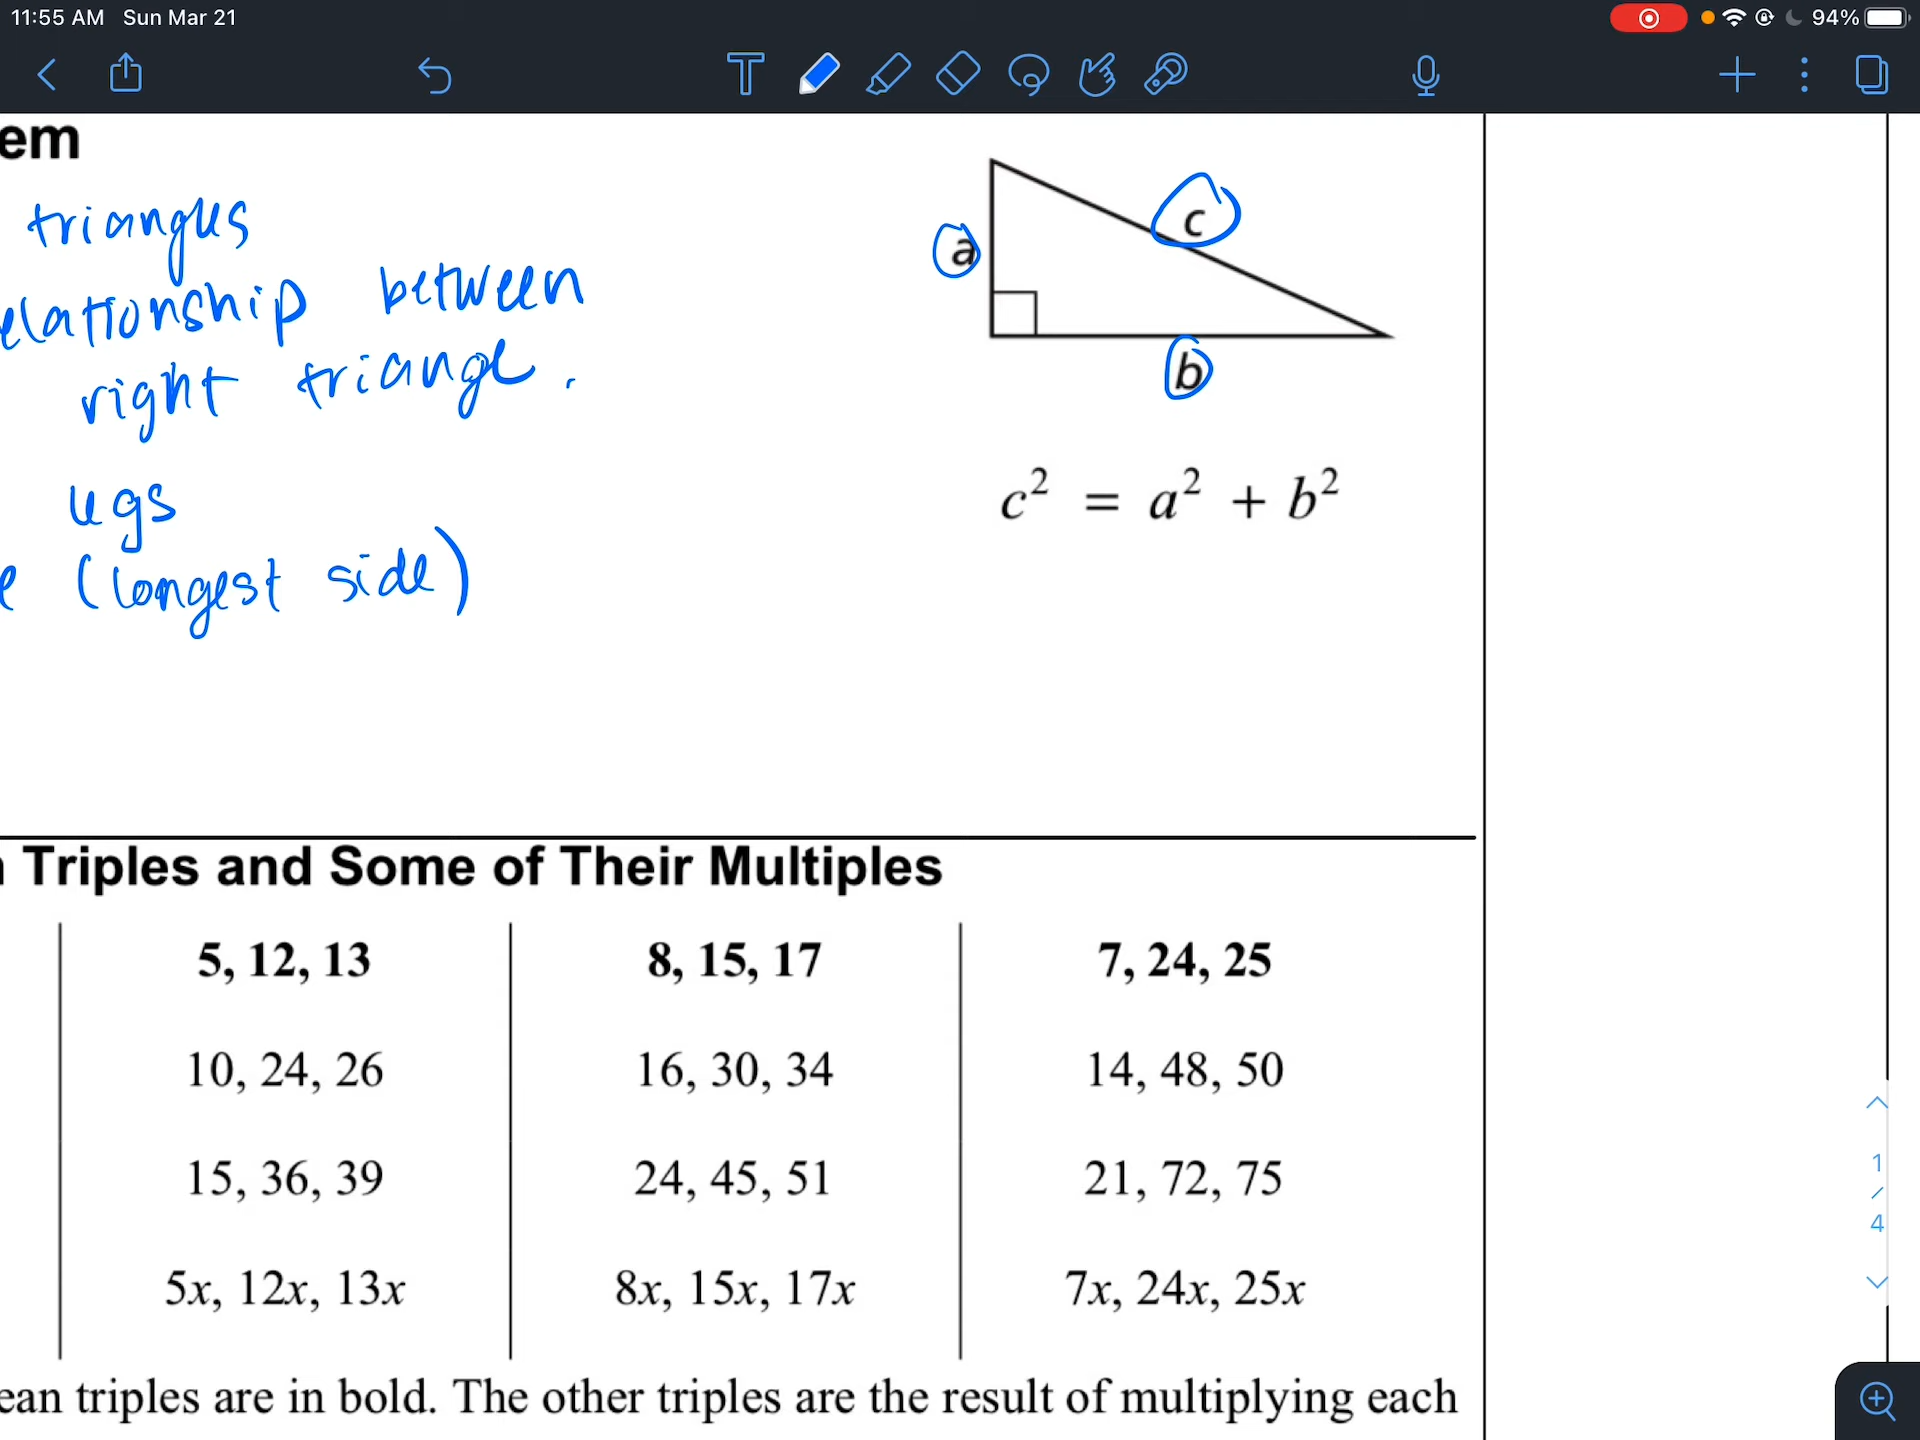 11:55 AM Sun Mar 21
94%
T
em
triangles
elationship between
right triangle.
legs
e (longest side)
a
c
b
c² = a² + b²
Triples and Some of Their Multiples
5, 12, 13
8, 15, 17
7, 24, 25
10, 24, 26
16, 30, 34
14, 48, 50
15, 36, 39
24, 45, 51
21, 72, 75
5x, 12x, 13x
8x, 15x, 17x
7x, 24x, 25x
1
/
4
ean triples are in bold. The other triples are the result of multiplying each